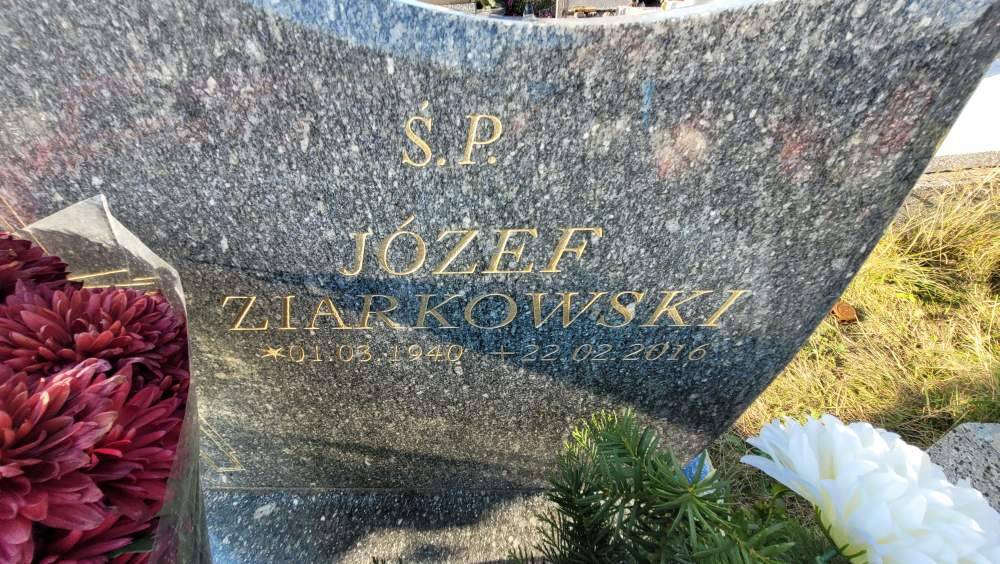 Ś.P.
JÓZEF
ZIARKOWSKI
*01.03.1940 +22.02.2016